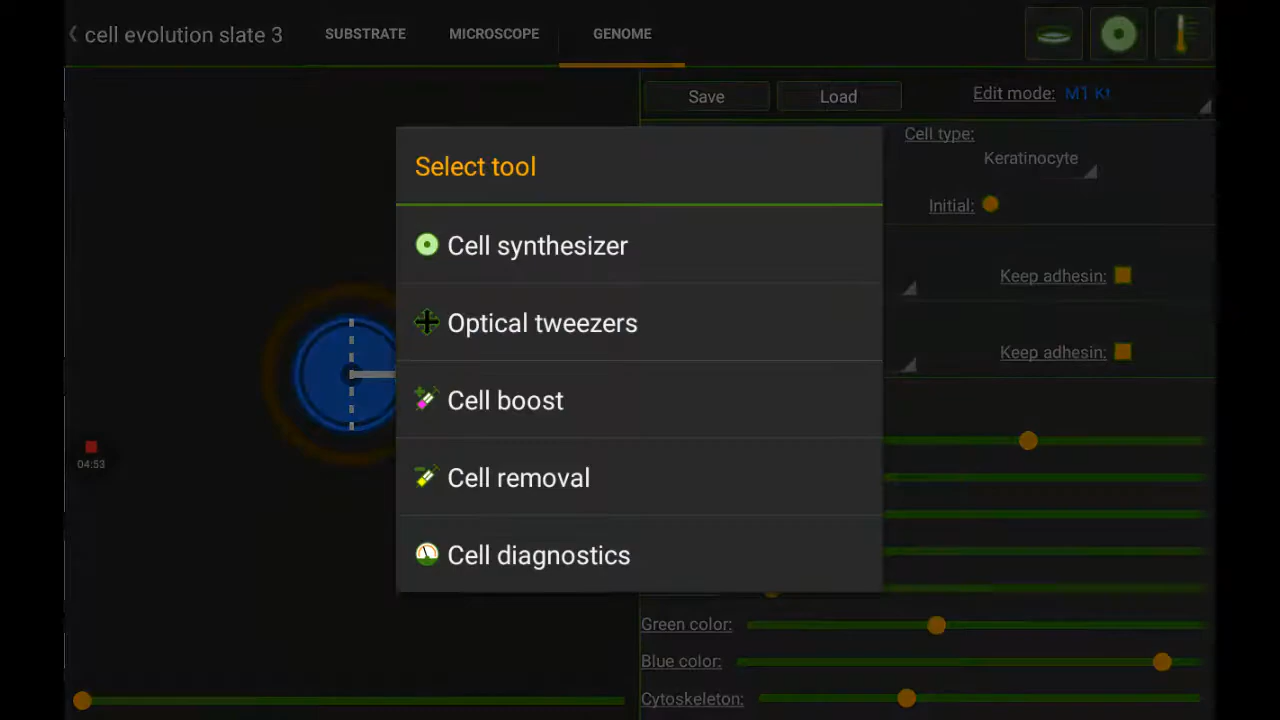 cell evolution slate 3
SUBSTRATE
MICROSCOPE
GENOME
Save
Load
Edit mode: M1 Kt
Cell type:
Keratinocyte
Initial:
Keep adhesin:
Keep adhesin:
Select tool
Cell synthesizer
Optical tweezers
Cell boost
Cell removal
Cell diagnostics
04:53
Green color:
Blue color:
Cytoskeleton: